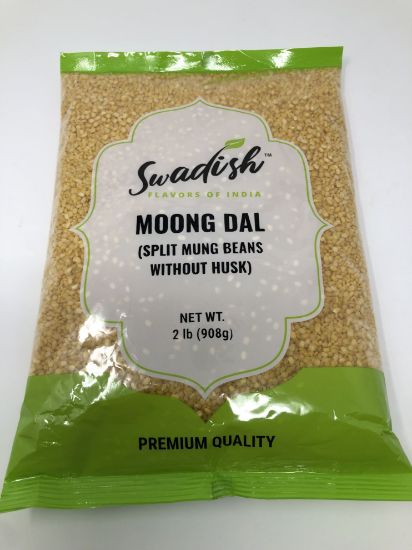 Swadish™
FLAVORS OF INDIA
MOONG DAL
(SPLIT MUNG BEANS
WITHOUT HUSK)
NET WT.
2 lb (908g)
PREMIUM QUALITY